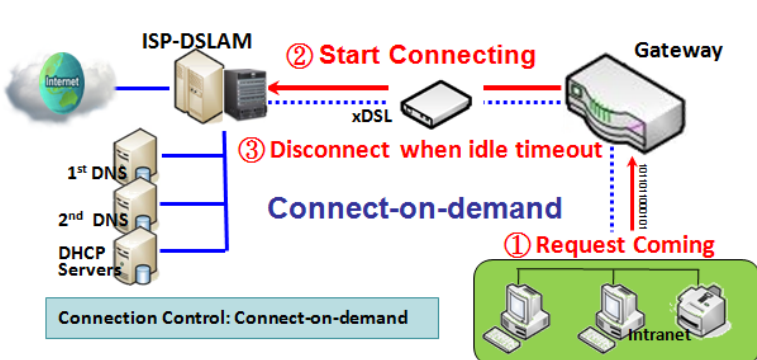 ISP-DSLAM
② Start Connecting
Gateway
Internet
xDSL
③ Disconnect when idle timeout
1st DNS
101101000101
2nd DNS
Connect-on-demand
① Request Coming
DHCP
Servers
Connection Control: Connect-on-demand
Intranet